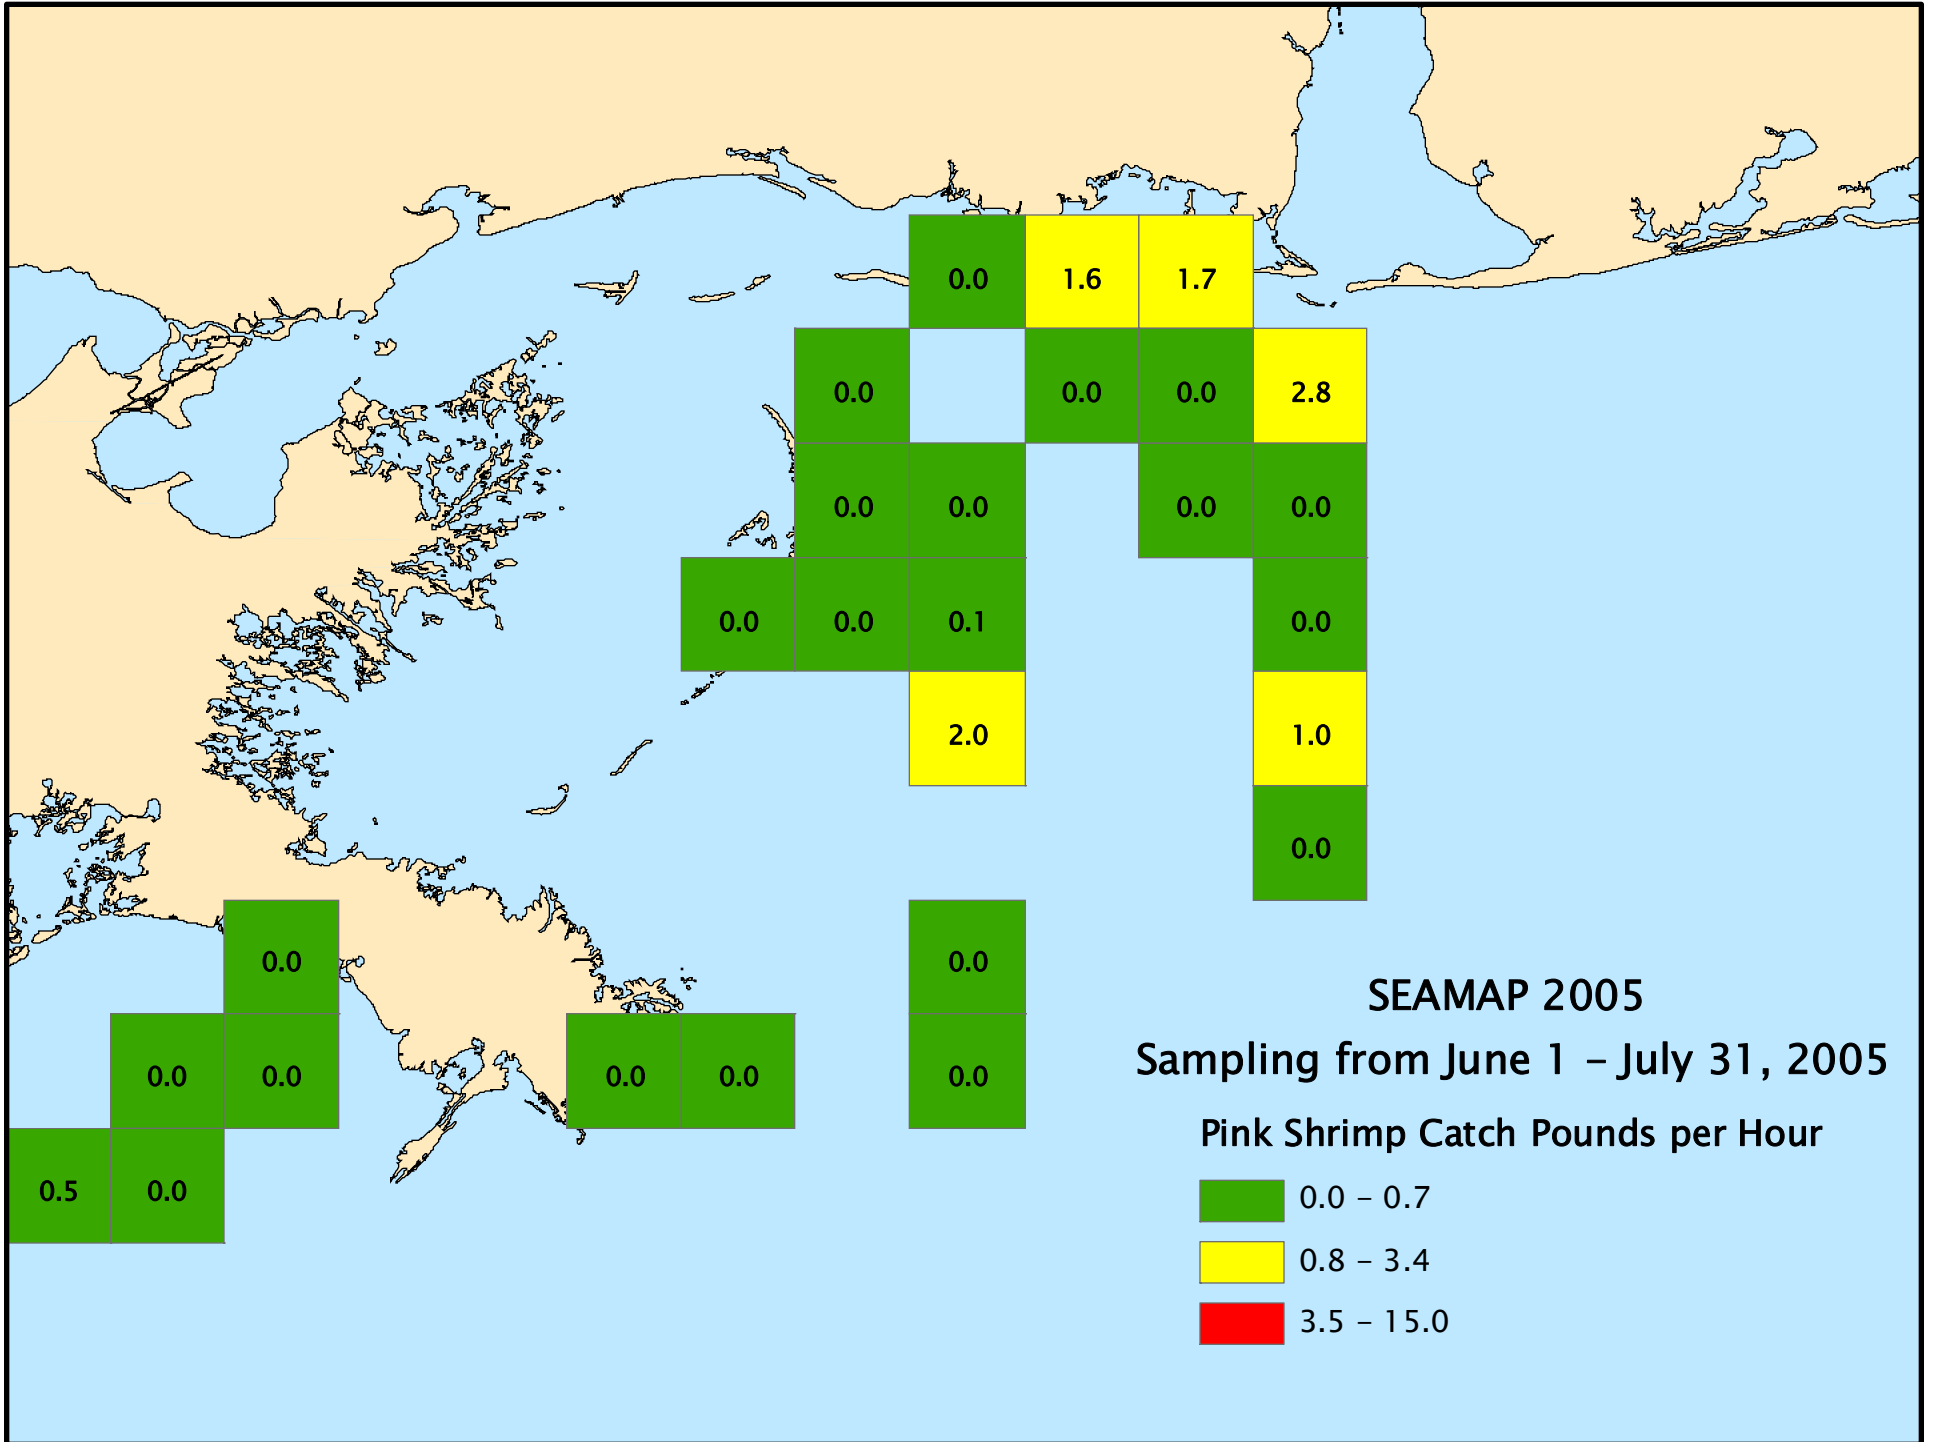 0.0 1.6 1.7
0.0 0.0 0.0 2.8
0.0 0.0 0.0 0.0
0.0 0.0 0.1 0.0
2.0 1.0
0.0
0.0 0.0
SEAMAP 2005
Sampling from June 1 – July 31, 2005
0.0 0.0 0.0 0.0 0.0
Pink Shrimp Catch Pounds per Hour
0.5 0.0
0.0 – 0.7
0.8 – 3.4
3.5 – 15.0